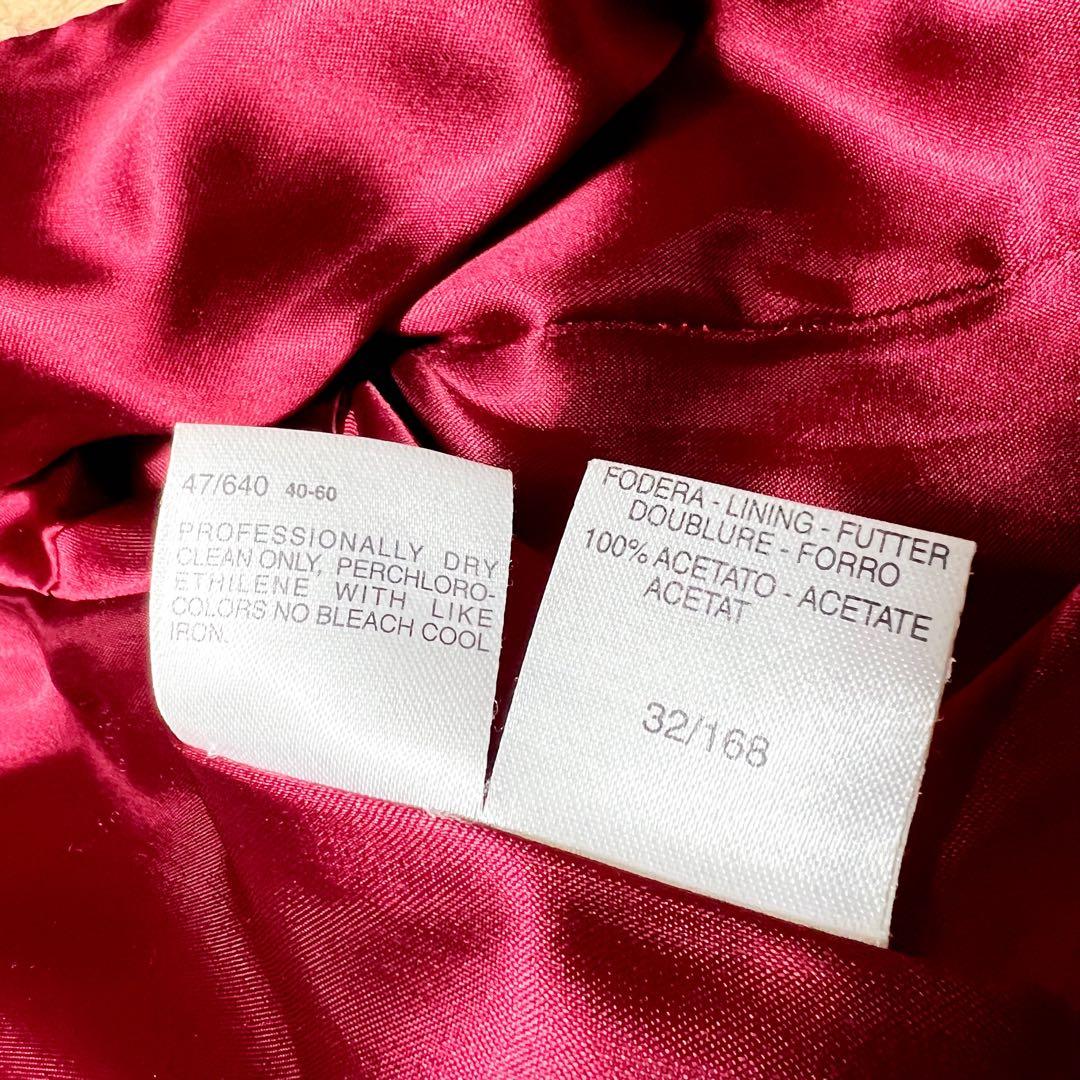 47/640 40-60
PROFESSIONALLY DRY
CLEAN ONLY, PERCHLORO-
ETHILENE WITH LIKE
COLORS NO BLEACH COOL
IRON.
FODERA - LINING - FUTTER
DOUBLURE - FORRO
100% ACETATO - ACETATE
ACETAT
32/168